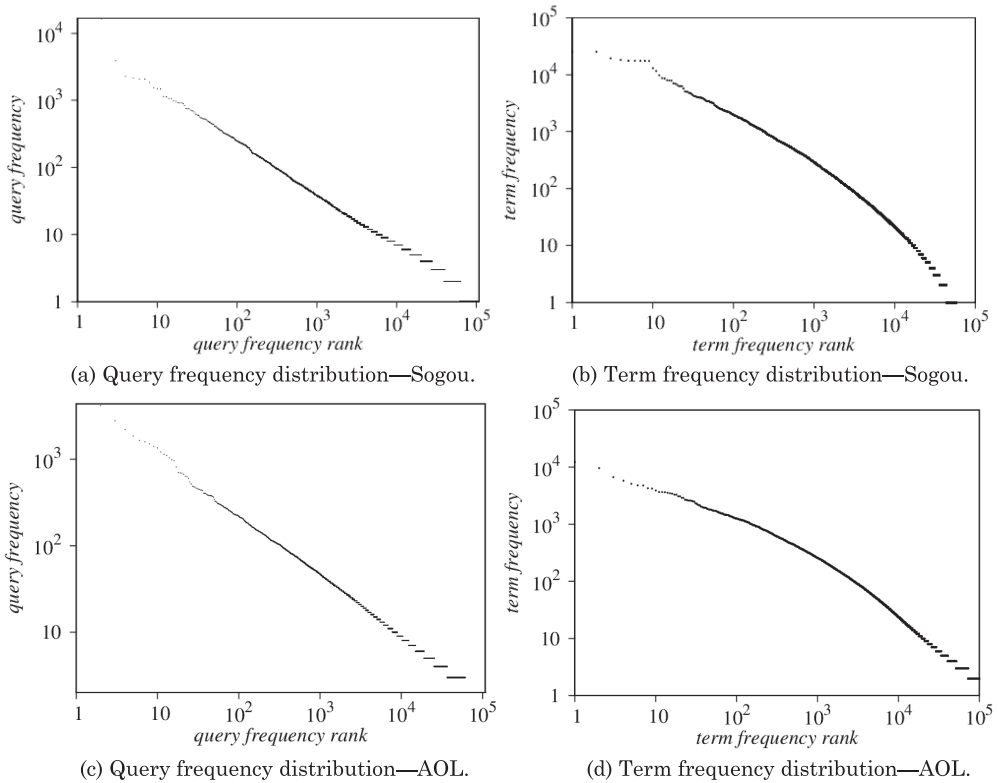 10^4
10^3
10^2
10
1
query frequency
1 10 10^2 10^3 10^4 10^5
query frequency rank
(a) Query frequency distribution—Sogou.
10^5
10^4
10^3
10^2
10
1
term frequency
1 10 10^2 10^3 10^4 10^5
term frequency rank
(b) Term frequency distribution—Sogou.
10^3
10^2
10
query frequency
1 10 10^2 10^3 10^4 10^5
query frequency rank
(c) Query frequency distribution—AOL.
10^5
10^4
10^3
10^2
10
1
term frequency
1 10 10^2 10^3 10^4 10^5
term frequency rank
(d) Term frequency distribution—AOL.